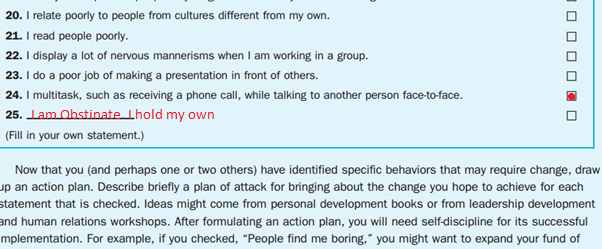 20. I relate poorly to people from cultures different from my own.
21. I read people poorly.
22. I display a lot of nervous mannerisms when I am working in a group.
23. I do a poor job of making a presentation in front of others.
24. I multitask, such as receiving a phone call, while talking to another person face-to-face.
25. I am Obstinate. I hold my own
(Fill in your own statement.)
Now that you (and perhaps one or two others) have identified specific behaviors that may require change, draw
up an action plan. Describe briefly a plan of attack for bringing about the change you hope to achieve for each
statement that is checked. Ideas might come from personal development books or from leadership development
and human relations workshops. After formulating an action plan, you will need self-discipline for its successful
implementation. For example, if you checked, “People find me boring,” you might want to expand your fund of